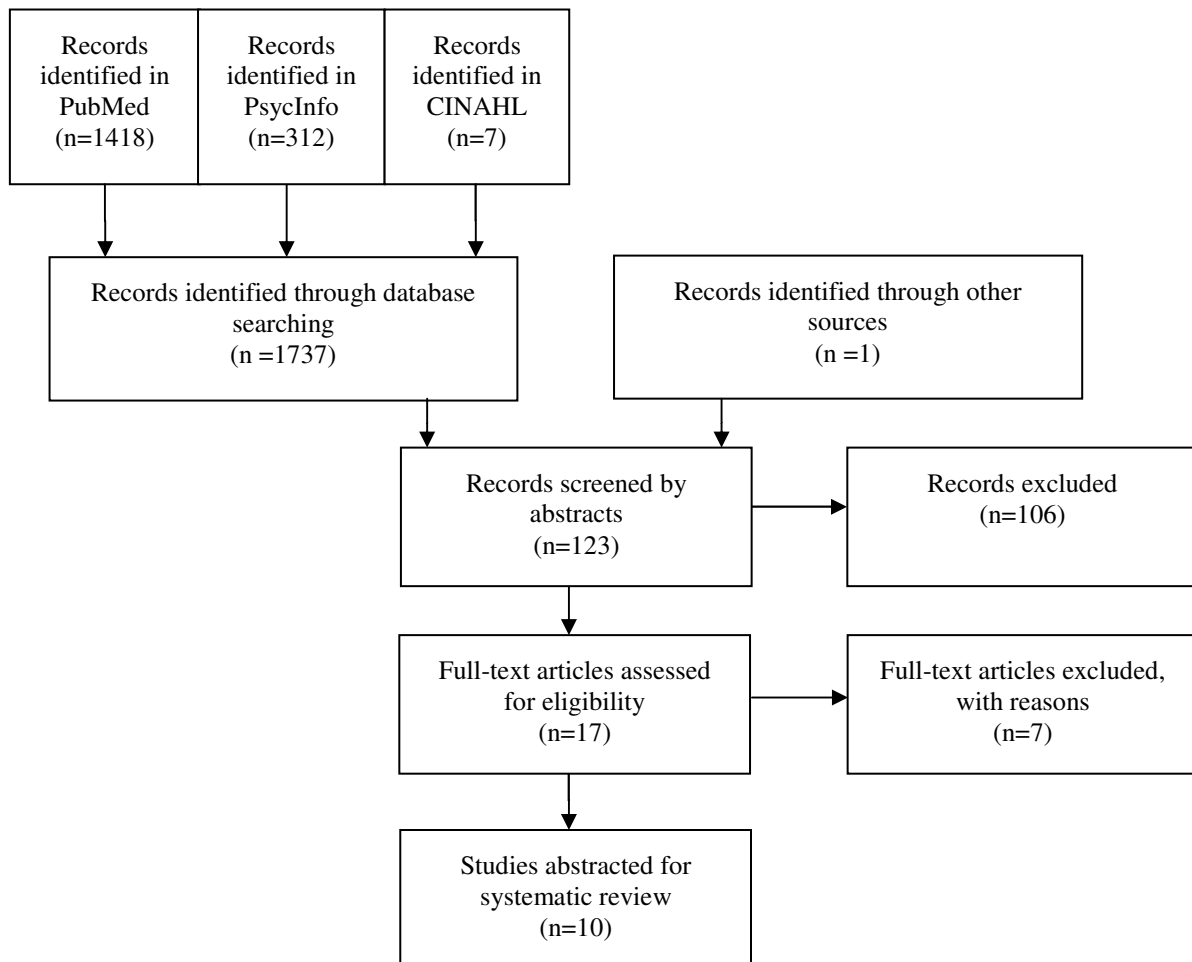 Records
identified in
PubMed
(n=1418)
Records
identified in
PsycInfo
(n=312)
Records
identified in
CINAHL
(n=7)
Records identified through database
searching
(n =1737)
Records identified through other
sources
(n =1)
Records screened by
abstracts
(n=123)
Records excluded
(n=106)
Full-text articles assessed
for eligibility
(n=17)
Full-text articles excluded,
with reasons
(n=7)
Studies abstracted for
systematic review
(n=10)